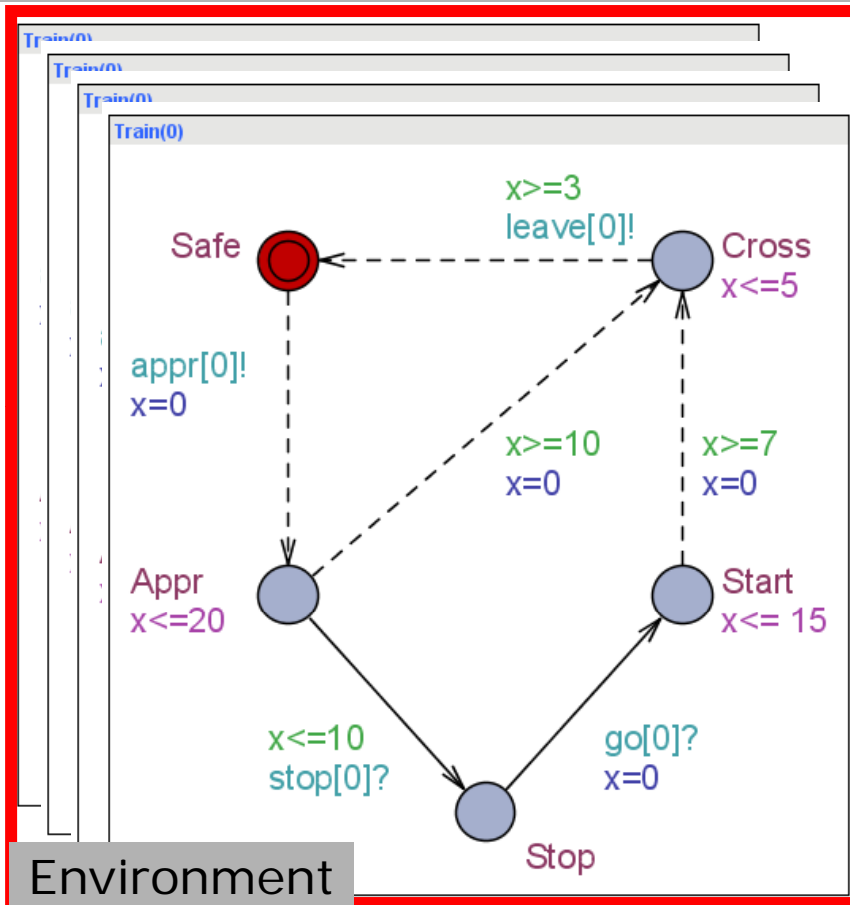 Train(0)
Train(0)
Train(0)
Train(0)
x>=3
leave[0]!
Safe
Cross
x<=5
appr[0]!
x=0
x>=10
x=0
x>=7
x=0
Appr
x<=20
Start
x<= 15
x<=10
stop[0]?
go[0]?
x=0
Stop
Environment